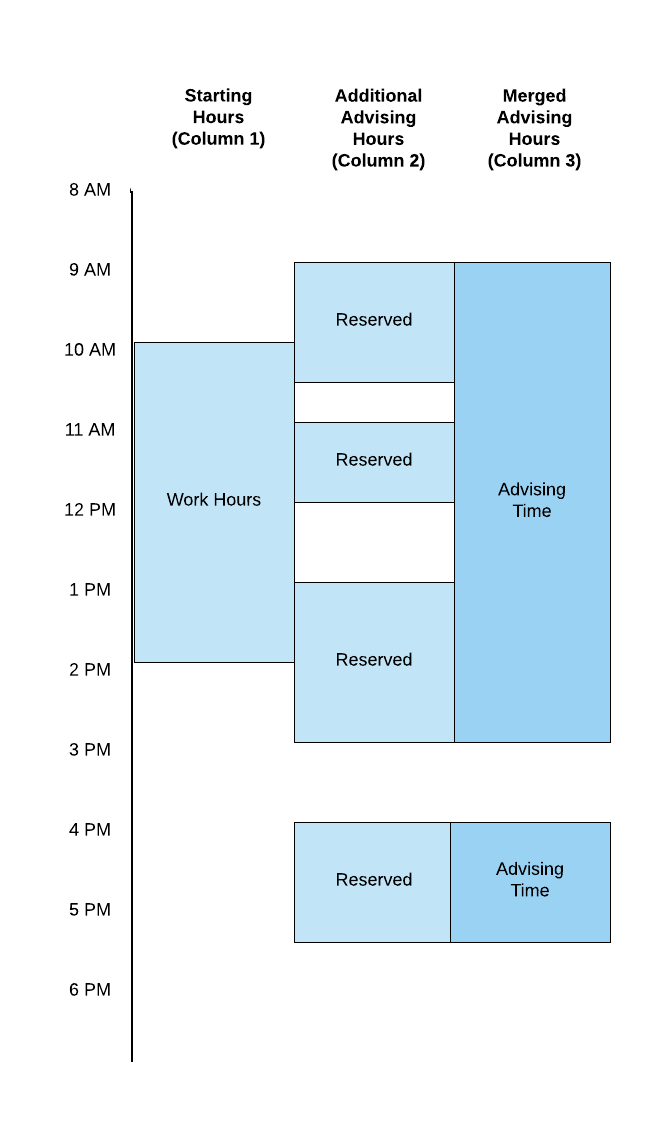 Starting
Hours
(Column 1)
Additional
Advising
Hours
(Column 2)
Merged
Advising
Hours
(Column 3)
8 AM
9 AM
Reserved
10 AM
11 AM
Reserved
Work Hours
Advising
Time
12 PM
1 PM
Reserved
2 PM
3 PM
4 PM
Reserved
Advising
Time
5 PM
6 PM